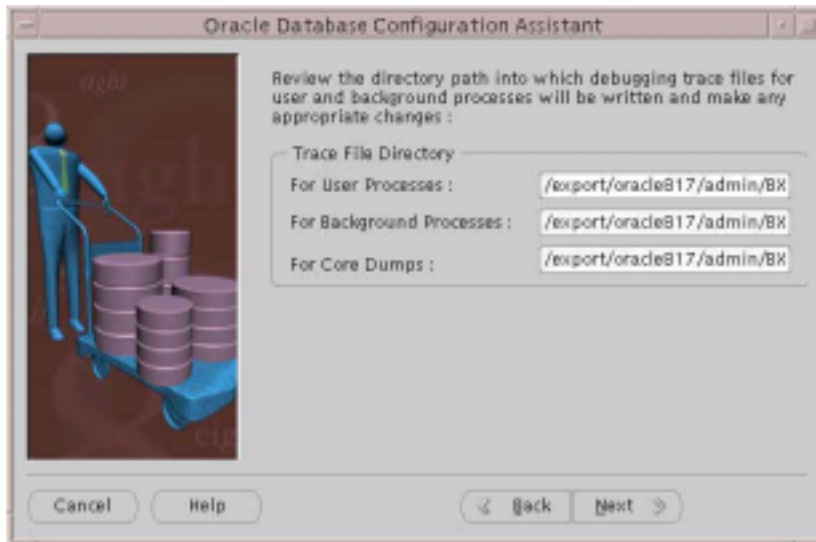 Oracle Database Configuration Assistant
eight
Review the directory path into which debugging trace files for
user and background processes will be written and make any
appropriate changes :
Trace File Directory
For User Processes : /export/oracle817/admin/BX
For Background Processes : /export/oracle817/admin/BX
For Core Dumps : /export/oracle817/admin/BX
Cancel Help Back Next